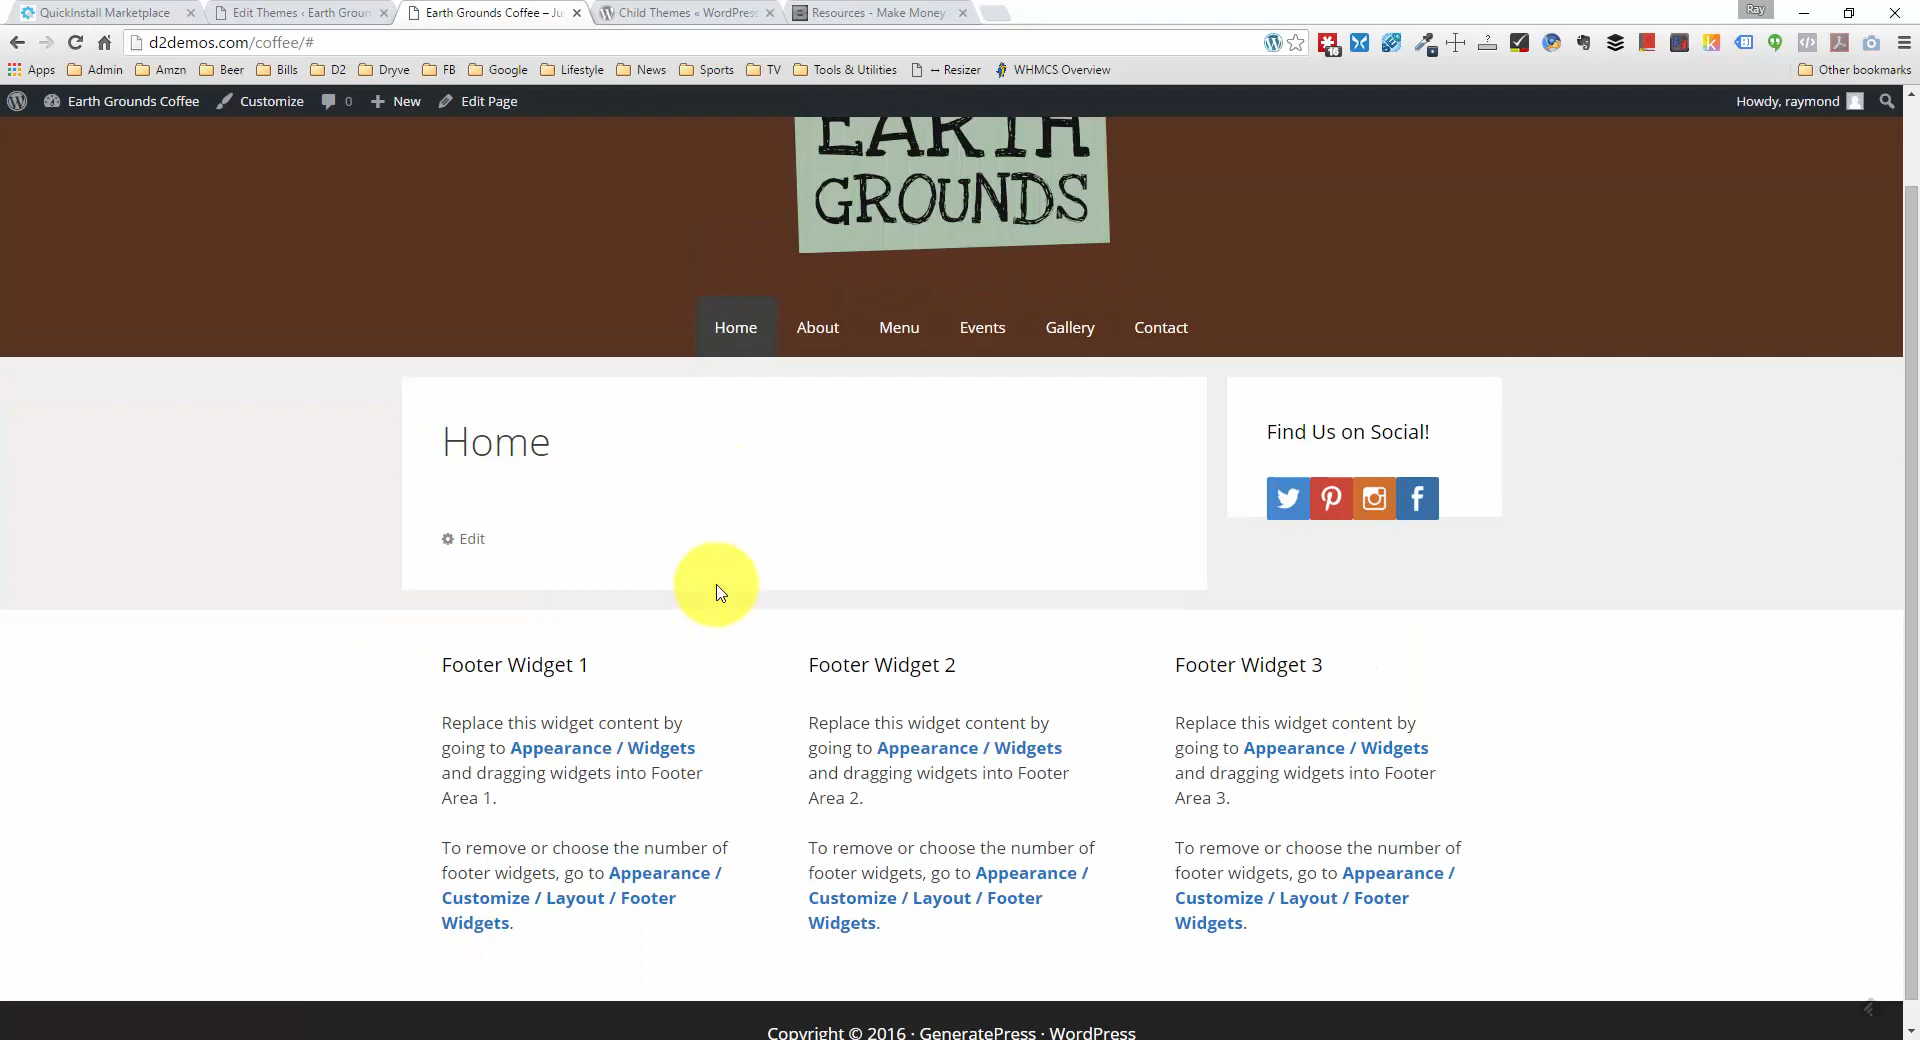 QuickInstall Marketplace
Edit Themes ‹ Earth Groun
Earth Grounds Coffee – Ju
Child Themes « WordPress
Resources - Make Money
Ray
d2demos.com/coffee/#
16
Apps
Admin
Amzn
Beer
Bills
D2
Dryve
FB
Google
Lifestyle
News
Sports
TV
Tools & Utilities
Resizer
WHMCS Overview
Other bookmarks
Earth Grounds Coffee
Customize
0
New
Edit Page
Howdy, raymond
EARTH
GROUNDS
Home
About
Menu
Events
Gallery
Contact
Home
Edit
Find Us on Social!
Footer Widget 1
Replace this widget content by
going to Appearance / Widgets
and dragging widgets into Footer
Area 1.
To remove or choose the number of
footer widgets, go to Appearance /
Customize / Layout / Footer
Widgets.
Footer Widget 2
Replace this widget content by
going to Appearance / Widgets
and dragging widgets into Footer
Area 2.
To remove or choose the number of
footer widgets, go to Appearance /
Customize / Layout / Footer
Widgets.
Footer Widget 3
Replace this widget content by
going to Appearance / Widgets
and dragging widgets into Footer
Area 3.
To remove or choose the number of
footer widgets, go to Appearance /
Customize / Layout / Footer
Widgets.
Copyright © 2016 · GeneratePress · WordPress